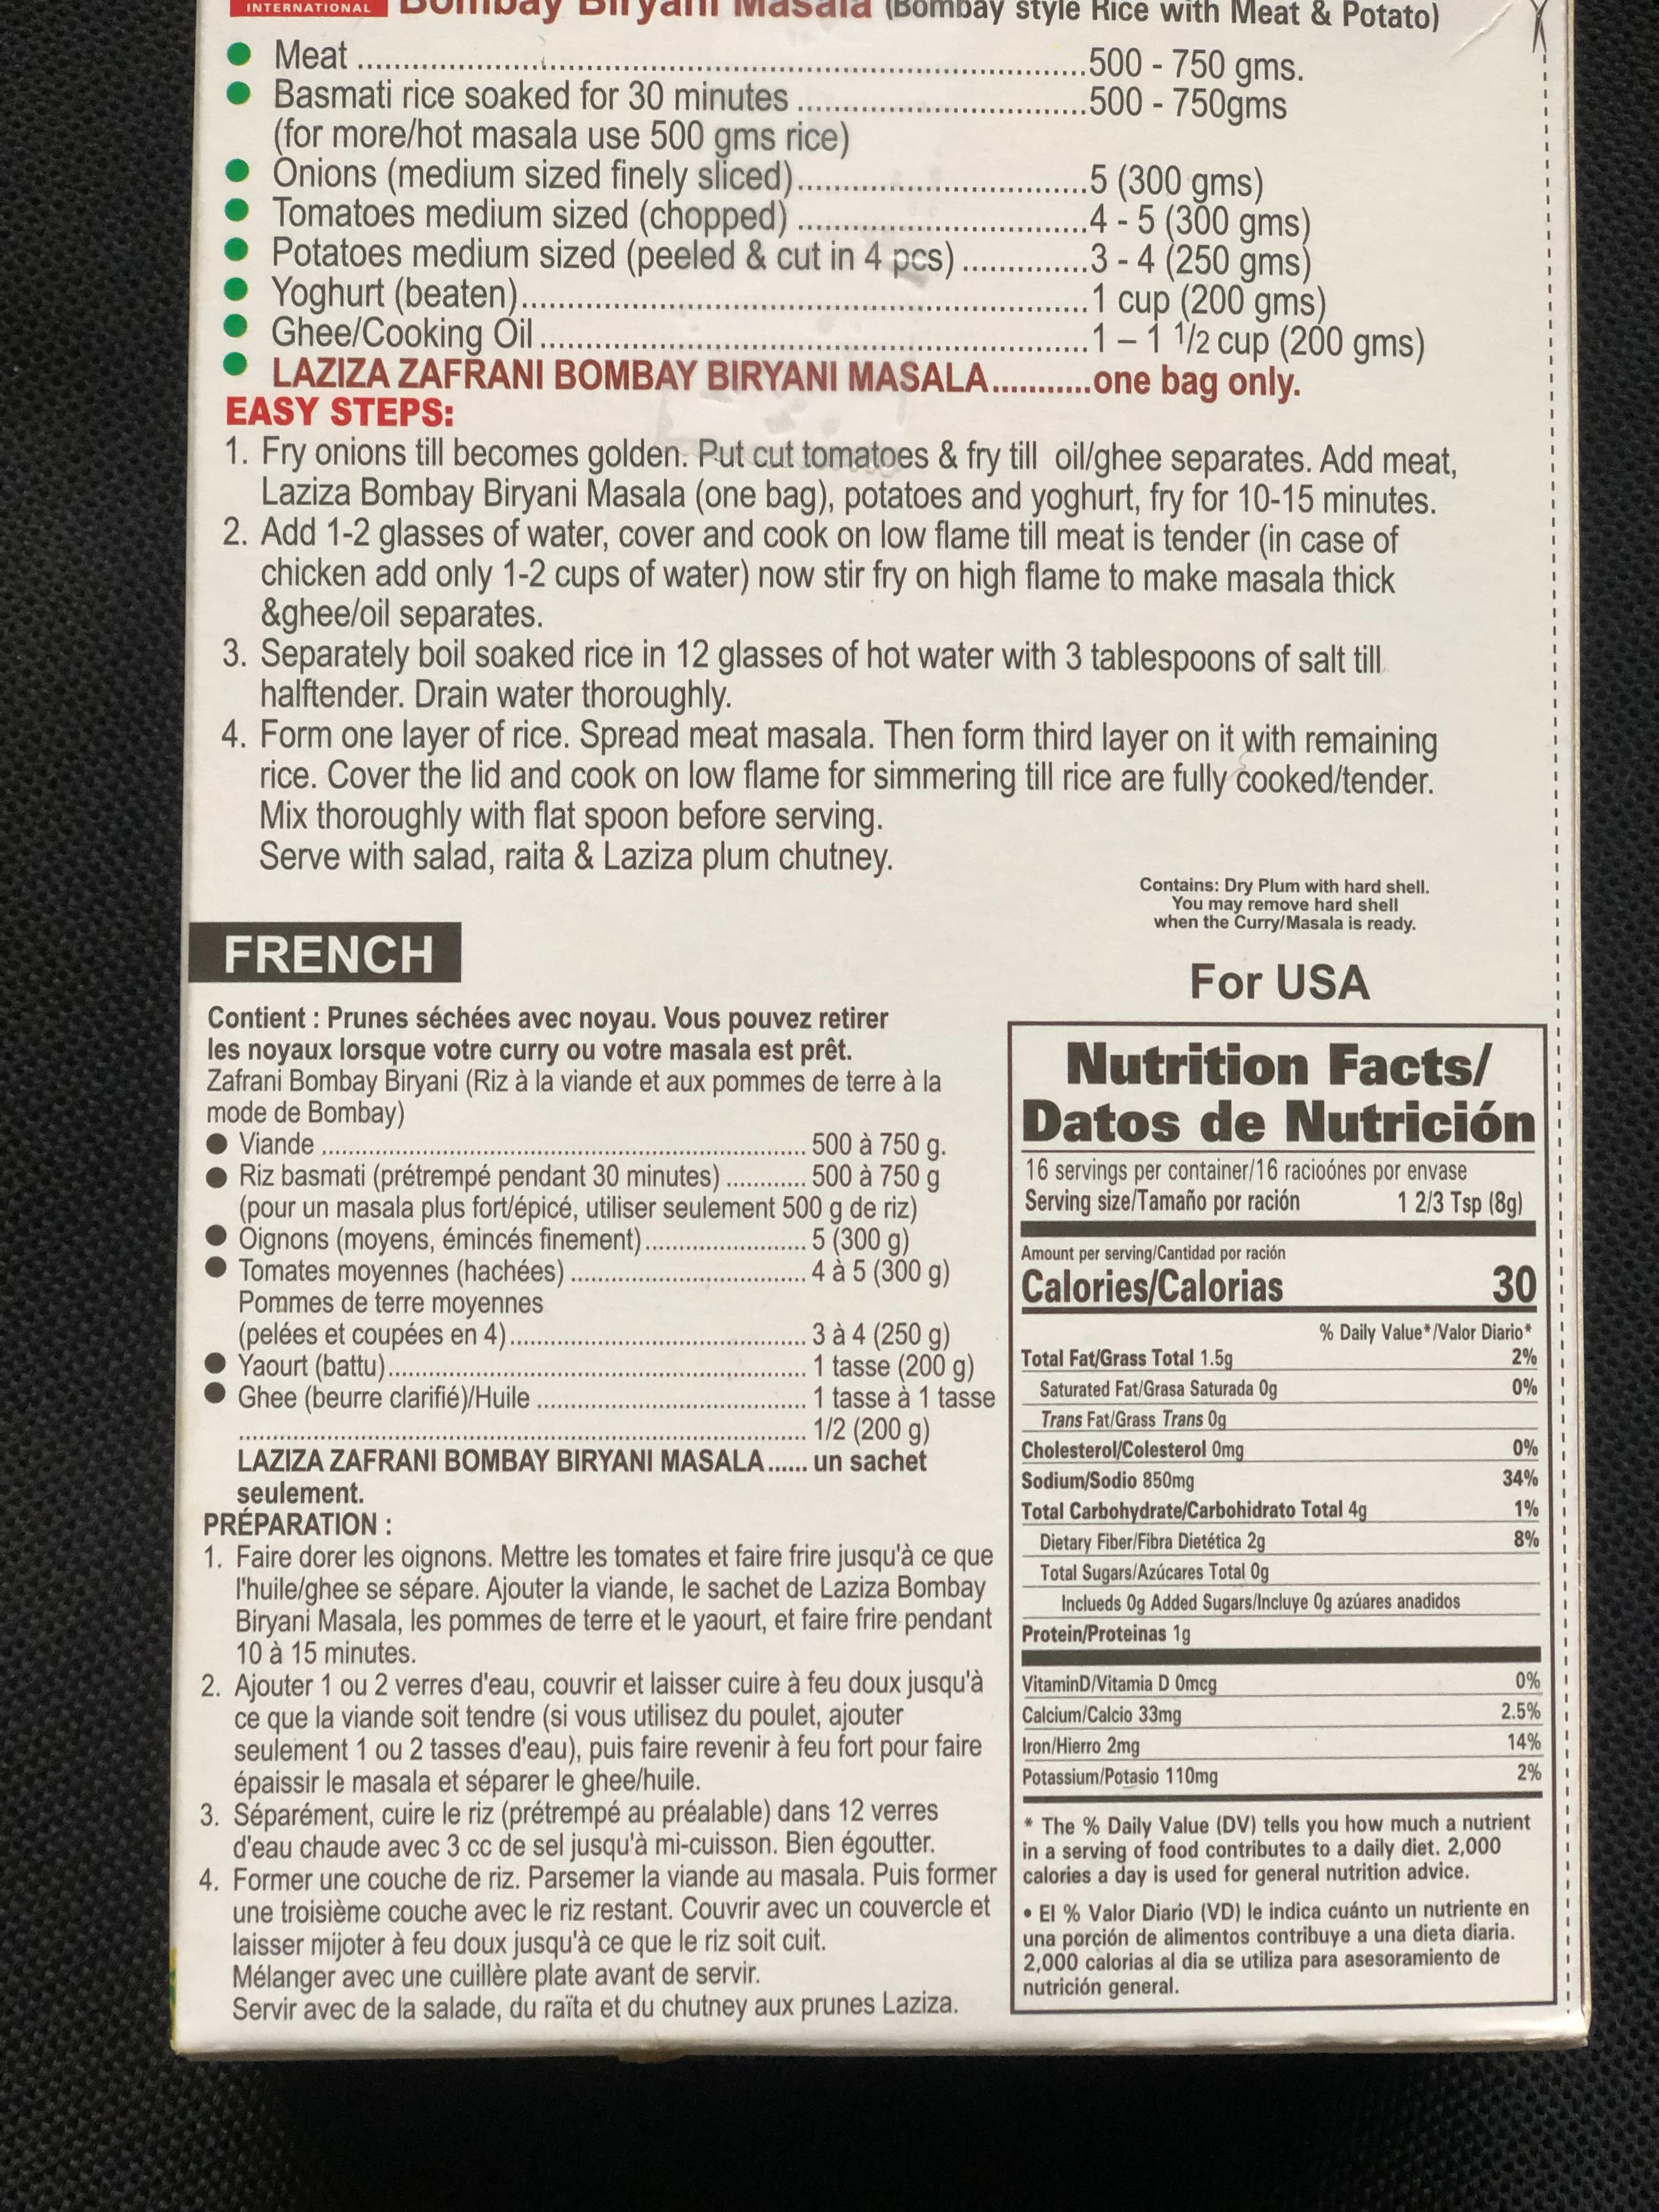 INTERNATIONAL
Bombay Biryani Masala (Bombay style Rice with Meat & Potato)
● Meat ........................................................500 - 750 gms.
● Basmati rice soaked for 30 minutes ........................500 - 750gms
(for more/hot masala use 500 gms rice)
● Onions (medium sized finely sliced)........................5 (300 gms)
● Tomatoes medium sized (chopped) ........................4 - 5 (300 gms)
● Potatoes medium sized (peeled & cut in 4 pcs) ...............3 - 4 (250 gms)
● Yoghurt (beaten)........................................1 cup (200 gms)
● Ghee/Cooking Oil ........................................1 – 1 1/2 cup (200 gms)
● LAZIZA ZAFRANI BOMBAY BIRYANI MASALA...........one bag only.
EASY STEPS:
1. Fry onions till becomes golden. Put cut tomatoes & fry till oil/ghee separates. Add meat,
Laziza Bombay Biryani Masala (one bag), potatoes and yoghurt, fry for 10-15 minutes.
2. Add 1-2 glasses of water, cover and cook on low flame till meat is tender (in case of
chicken add only 1-2 cups of water) now stir fry on high flame to make masala thick
&ghee/oil separates.
3. Separately boil soaked rice in 12 glasses of hot water with 3 tablespoons of salt till
halftender. Drain water thoroughly.
4. Form one layer of rice. Spread meat masala. Then form third layer on it with remaining
rice. Cover the lid and cook on low flame for simmering till rice are fully cooked/tender.
Mix thoroughly with flat spoon before serving.
Serve with salad, raita & Laziza plum chutney.
Contains: Dry Plum with hard shell.
You may remove hard shell
when the Curry/Masala is ready.
FRENCH
Contient : Prunes séchées avec noyau. Vous pouvez retirer
les noyaux lorsque votre curry ou votre masala est prêt.
Zafrani Bombay Biryani (Riz à la viande et aux pommes de terre à la
mode de Bombay)
● Viande ........................................ 500 à 750 g.
● Riz basmati (prétrempé pendant 30 minutes) ............ 500 à 750 g
(pour un masala plus fort/épicé, utiliser seulement 500 g de riz)
● Oignons (moyens, émincés finement)........................ 5 (300 g)
● Tomates moyennes (hachées) ........................ 4 à 5 (300 g)
Pommes de terre moyennes
(pelées et coupées en 4)........................ 3 à 4 (250 g)
● Yaourt (battu)........................ 1 tasse (200 g)
● Ghee (beurre clarifié)/Huile ........................ 1 tasse à 1 tasse
........................ 1/2 (200 g)
LAZIZA ZAFRANI BOMBAY BIRYANI MASALA...... un sachet
seulement.
PRÉPARATION :
1. Faire dorer les oignons. Mettre les tomates et faire frire jusqu'à ce que
l'huile/ghee se sépare. Ajouter la viande, le sachet de Laziza Bombay
Biryani Masala, les pommes de terre et le yaourt, et faire frire pendant
10 à 15 minutes.
2. Ajouter 1 ou 2 verres d'eau, couvrir et laisser cuire à feu doux jusqu'à
ce que la viande soit tendre (si vous utilisez du poulet, ajouter
seulement 1 ou 2 tasses d'eau), puis faire revenir à feu fort pour faire
épaissir le masala et séparer le ghee/huile.
3. Séparément, cuire le riz (prétrempé au préalable) dans 12 verres
d'eau chaude avec 3 cc de sel jusqu'à mi-cuisson. Bien égoutter.
4. Former une couche de riz. Parsemer la viande au masala. Puis former
une troisième couche avec le riz restant. Couvrir avec un couvercle et
laisser mijoter à feu doux jusqu'à ce que le riz soit cuit.
Mélanger avec une cuillère plate avant de servir.
Servir avec de la salade, du raïta et du chutney aux prunes Laziza.
For USA
Nutrition Facts/
Datos de Nutrición
16 servings per container/16 racioónes por envase
Serving size/Tamaño por ración 1 2/3 Tsp (8g)
Amount per serving/Cantidad por ración
Calories/Calorias 30
% Daily Value*/Valor Diario*
Total Fat/Grass Total 1.5g 2%
Saturated Fat/Grasa Saturada 0g 0%
Trans Fat/Grass Trans 0g
Cholesterol/Colesterol 0mg 0%
Sodium/Sodio 850mg 34%
Total Carbohydrate/Carbohidrato Total 4g 1%
Dietary Fiber/Fibra Dietética 2g 8%
Total Sugars/Azúcares Total 0g
Inclueds 0g Added Sugars/Incluye 0g azúares anadidos
Protein/Proteinas 1g
VitaminD/Vitamia D 0mcg 0%
Calcium/Calcio 33mg 2.5%
Iron/Hierro 2mg 14%
Potassium/Potasio 110mg 2%
* The % Daily Value (DV) tells you how much a nutrient
in a serving of food contributes to a daily diet. 2,000
calories a day is used for general nutrition advice.
• El % Valor Diario (VD) le indica cuánto un nutriente en
una porción de alimentos contribuye a una dieta diaria.
2,000 calorias al dia se utiliza para asesoramiento de
nutrición general.